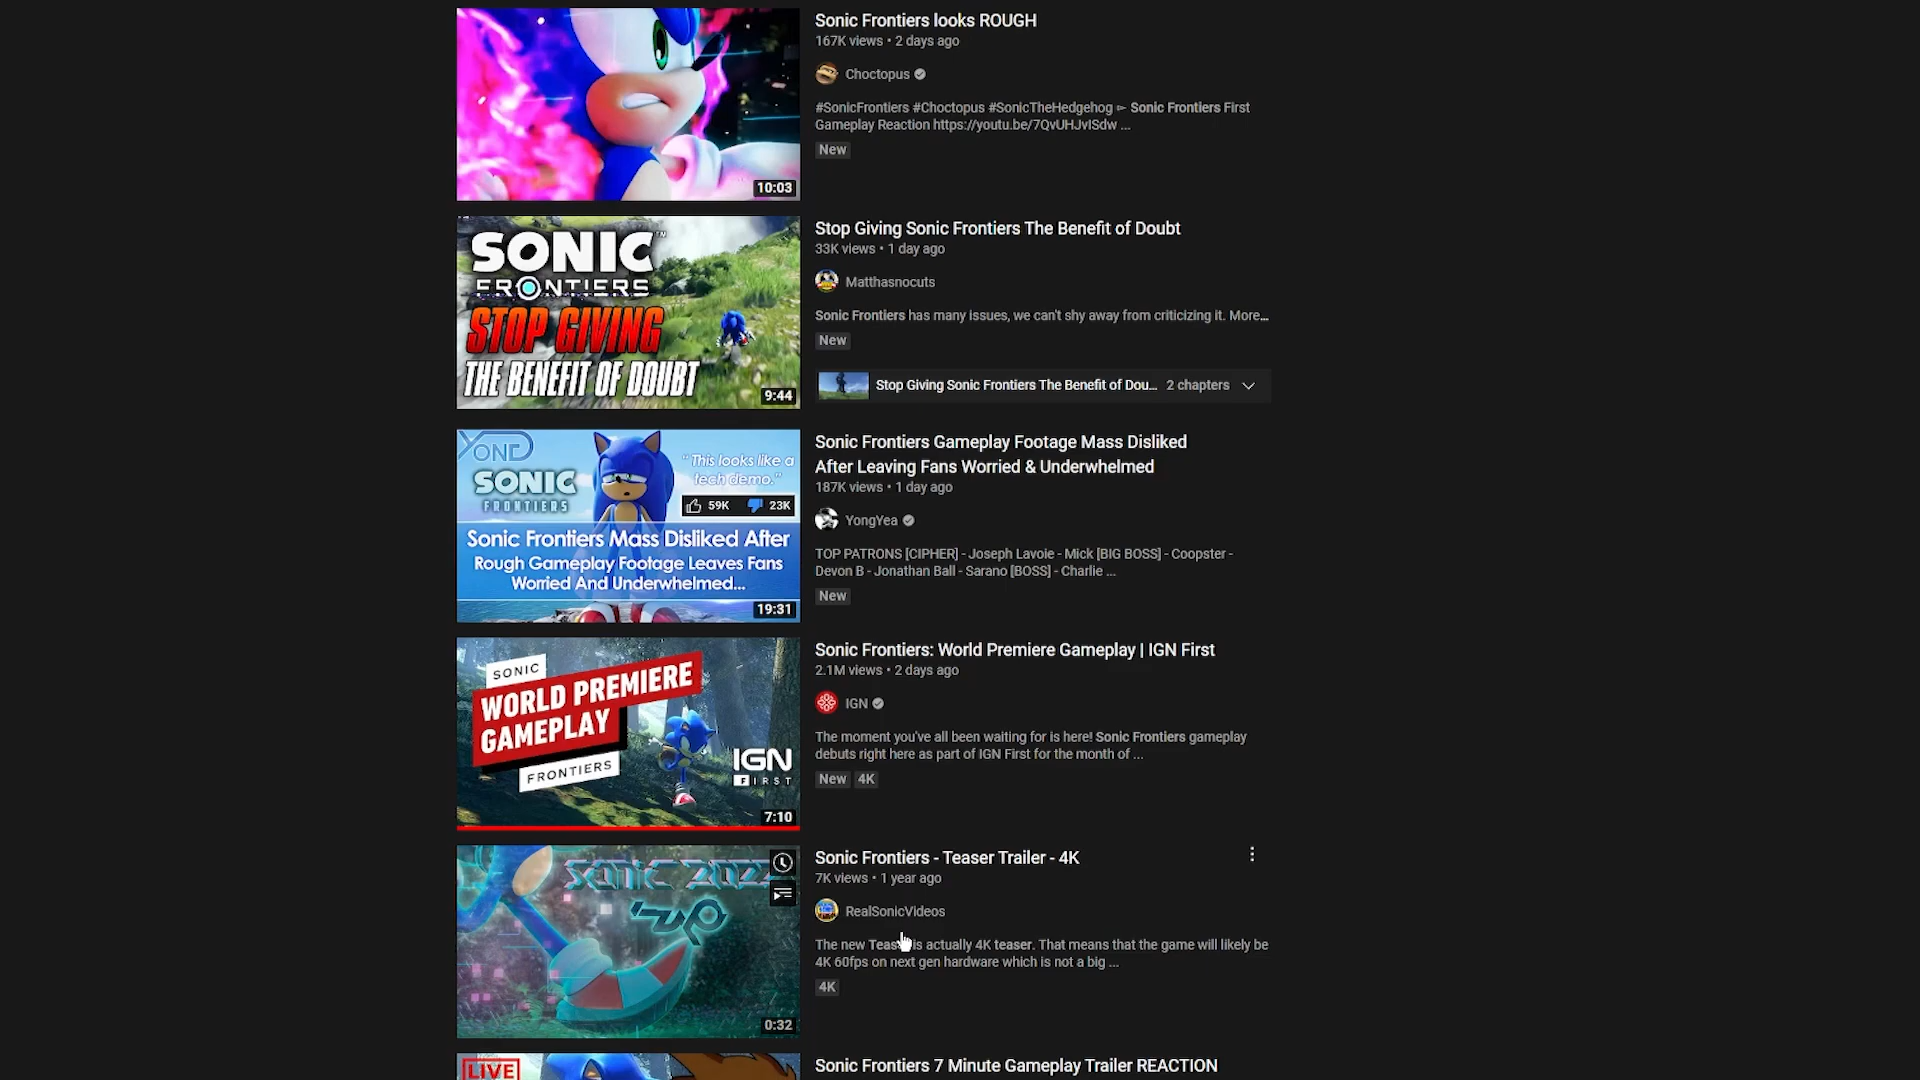 10:03
Sonic Frontiers looks ROUGH
167K views • 2 days ago
Choctopus
#SonicFrontiers #Choctopus #SonicTheHedgehog ► Sonic Frontiers First
Gameplay Reaction https://youtu.be/7QvUHJvISdw ...
New
SONIC™
FRONTIERS
STOP GIVING
THE BENEFIT OF DOUBT
9:44
Stop Giving Sonic Frontiers The Benefit of Doubt
33K views • 1 day ago
Matthasnocuts
Sonic Frontiers has many issues, we can't shy away from criticizing it. More...
New
Stop Giving Sonic Frontiers The Benefit of Dou... 2 chapters
YONG
SONIC
FRONTIERS
"This looks like a
tech demo."
59K 23K
Sonic Frontiers Mass Disliked After
Rough Gameplay Footage Leaves Fans
Worried And Underwhelmed...
19:31
Sonic Frontiers Gameplay Footage Mass Disliked
After Leaving Fans Worried & Underwhelmed
187K views • 1 day ago
YongYea
TOP PATRONS [CIPHER] - Joseph Lavoie - Mick [BIG BOSS] - Coopster -
Devon B - Jonathan Ball - Sarano [BOSS] - Charlie ...
New
SONIC
WORLD PREMIERE
GAMEPLAY
FRONTIERS
IGN
FIRST
7:10
Sonic Frontiers: World Premiere Gameplay | IGN First
2.1M views • 2 days ago
IGN
The moment you've all been waiting for is here! Sonic Frontiers gameplay
debuts right here as part of IGN First for the month of ...
New 4K
SONIC 2022
0:32
Sonic Frontiers - Teaser Trailer - 4K
7K views • 1 year ago
RealSonicVideos
The new is actually 4K teaser. That means that the game will likely be
4K 60fps on next gen hardware which is not a big ...
4K
LIVE
Sonic Frontiers 7 Minute Gameplay Trailer REACTION